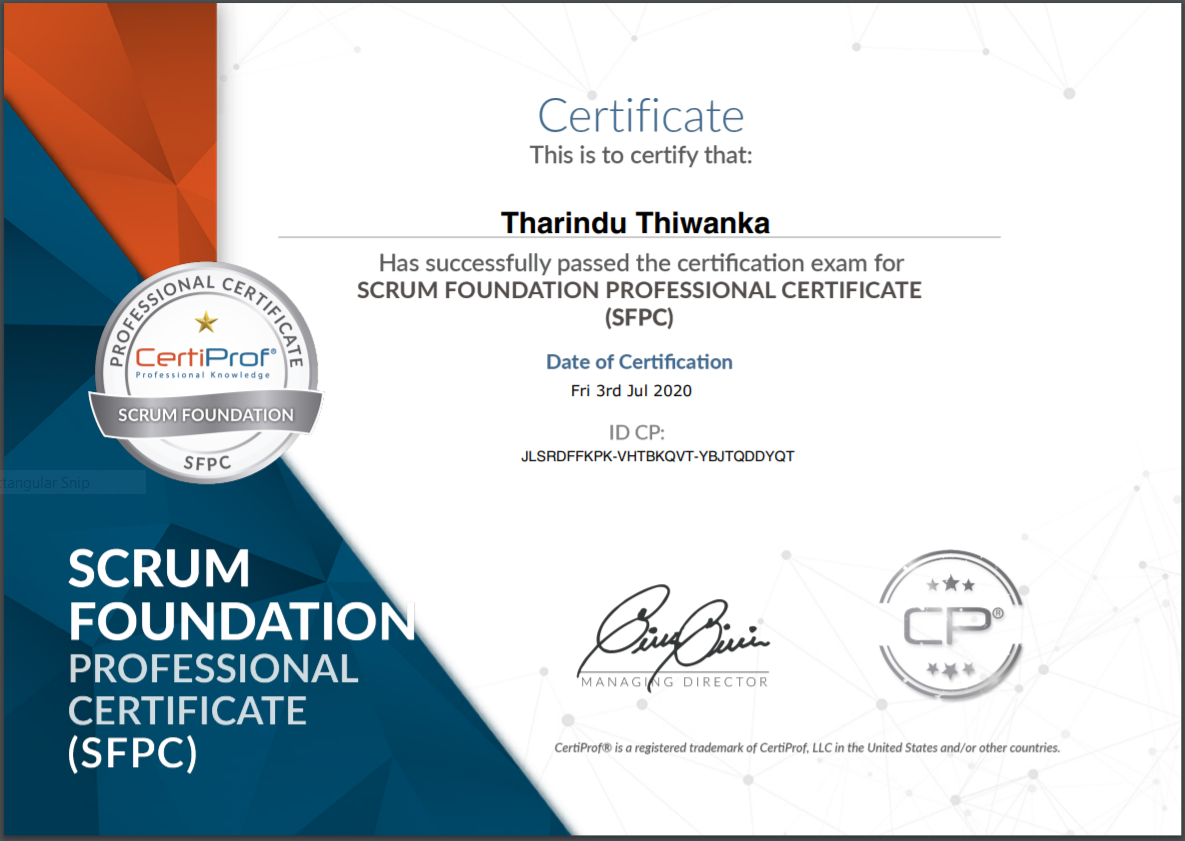 Certificate
This is to certify that:
Tharindu Thiwanka
Has successfully passed the certification exam for
SCRUM FOUNDATION PROFESSIONAL CERTIFICATE
(SFPC)
Date of Certification
Fri 3rd Jul 2020
ID CP:
JLSRDFFKPK-VHTBKQVT-YBJTQDDYQT
PROFESSIONAL CERTIFICATE
CertiProf®
Professional Knowledge
SCRUM FOUNDATION
SFPC
ctangular Snip
SCRUM
FOUNDATION
PROFESSIONAL
CERTIFICATE
(SFPC)
MANAGING DIRECTOR
CP®
CertiProf® is a registered trademark of CertiProf, LLC in the United States and/or other countries.